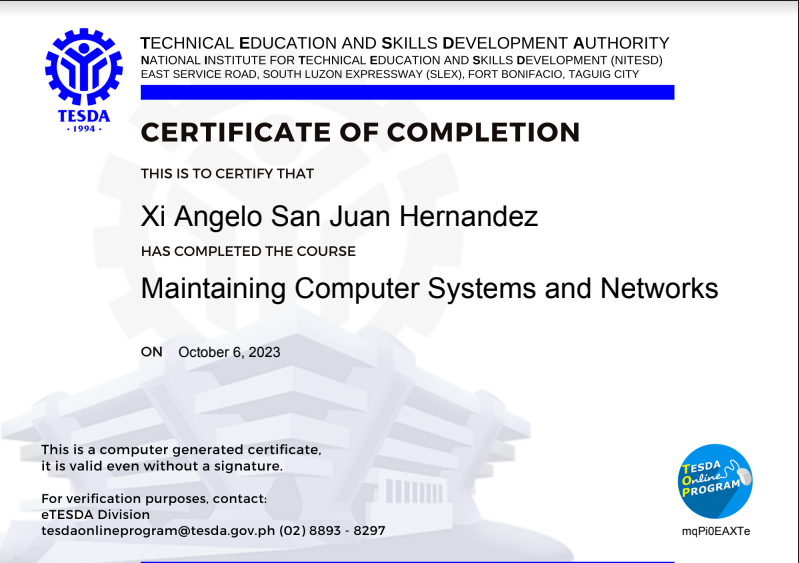 TECHNICAL EDUCATION AND SKILLS DEVELOPMENT AUTHORITY
NATIONAL INSTITUTE FOR TECHNICAL EDUCATION AND SKILLS DEVELOPMENT (NITESD)
EAST SERVICE ROAD, SOUTH LUZON EXPRESSWAY (SLEX), FORT BONIFACIO, TAGUIG CITY
TESDA
· 1994 ·
CERTIFICATE OF COMPLETION
THIS IS TO CERTIFY THAT
Xi Angelo San Juan Hernandez
HAS COMPLETED THE COURSE
Maintaining Computer Systems and Networks
ON October 6, 2023
This is a computer generated certificate,
it is valid even without a signature.
For verification purposes, contact:
eTESDA Division
tesdaonlineprogram@tesda.gov.ph (02) 8893 - 8297
TESDA
Online
PROGRAM
mqPi0EAXTe